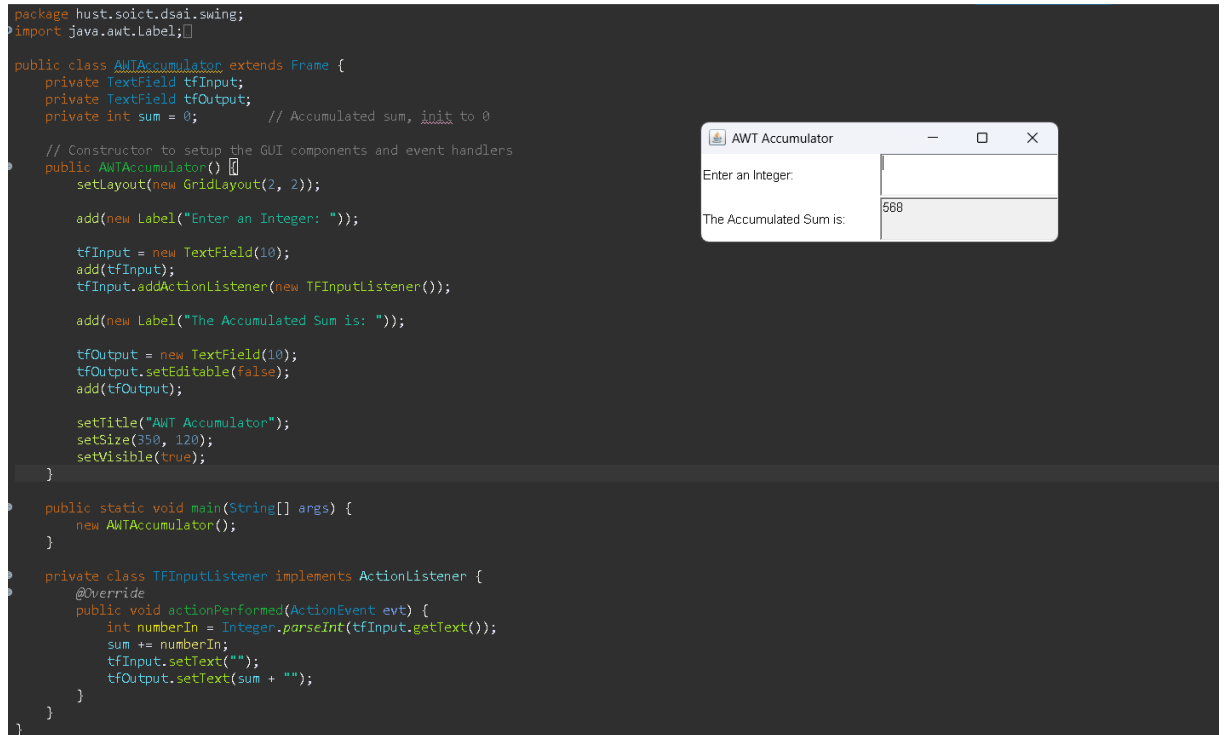 package hust.soict.dsai.swing;
import java.awt.Label;
public class AWTAccumulator extends Frame {
    private TextField tfInput;
    private TextField tfOutput;
    private int sum = 0;         // Accumulated sum, init to 0
    // Constructor to setup the GUI components and event handlers
    public AWTAccumulator() {
        setLayout(new GridLayout(2, 2));
        add(new Label("Enter an Integer: "));
        tfInput = new TextField(10);
        add(tfInput);
        tfInput.addActionListener(new TFInputListener());
        add(new Label("The Accumulated Sum is: "));
        tfOutput = new TextField(10);
        tfOutput.setEditable(false);
        add(tfOutput);
        setTitle("AWT Accumulator");
        setSize(350, 120);
        setVisible(true);
    }
    public static void main(String[] args) {
        new AWTAccumulator();
    }
    private class TFInputListener implements ActionListener {
        @Override
        public void actionPerformed(ActionEvent evt) {
            int numberIn = Integer.parseInt(tfInput.getText());
            sum += numberIn;
            tfInput.setText("");
            tfOutput.setText(sum + "");
        }
    }
}
AWT Accumulator
Enter an Integer:
The Accumulated Sum is:
568